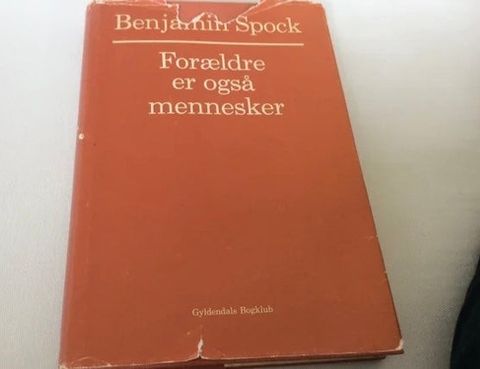 Benjamin Spock
Forældre
er også
mennesker
Gyldendals Bogklub